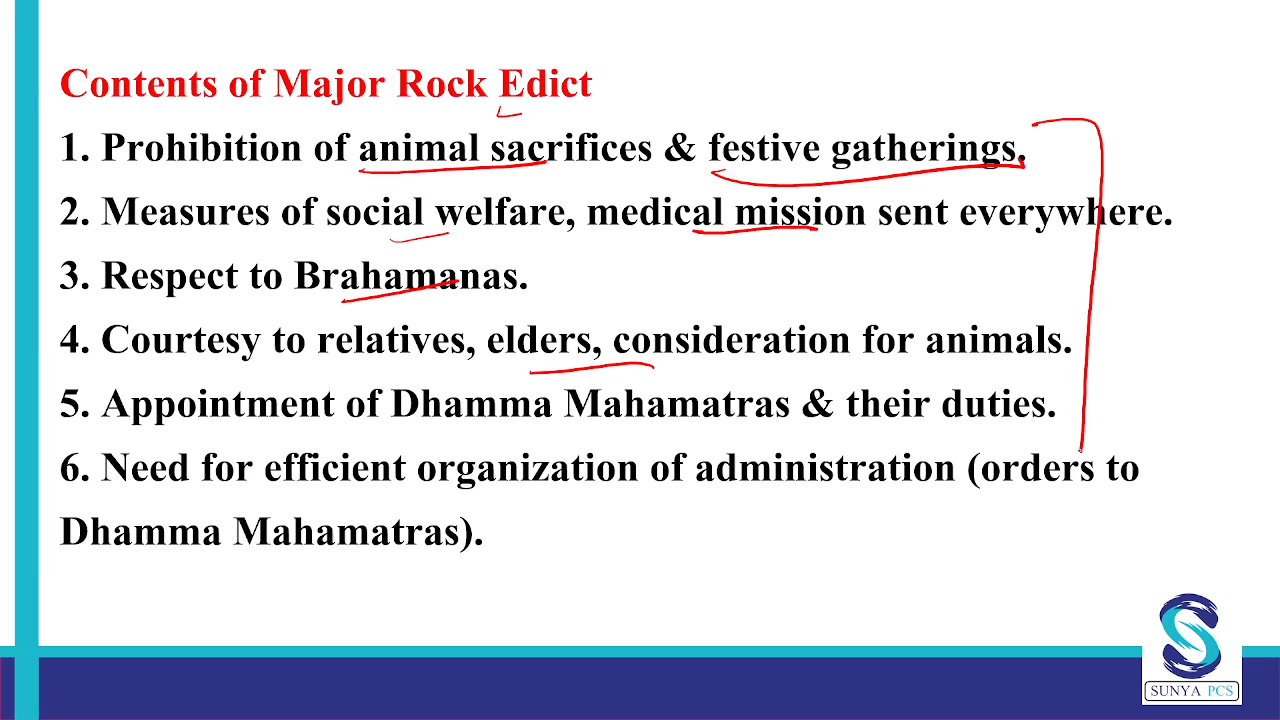 Contents of Major Rock Edict
1. Prohibition of animal sacrifices & festive gatherings.
2. Measures of social welfare, medical mission sent everywhere.
3. Respect to Brahamanas.
4. Courtesy to relatives, elders, consideration for animals.
5. Appointment of Dhamma Mahamatras & their duties.
6. Need for efficient organization of administration (orders to
Dhamma Mahamatras).
SUNYA PCS